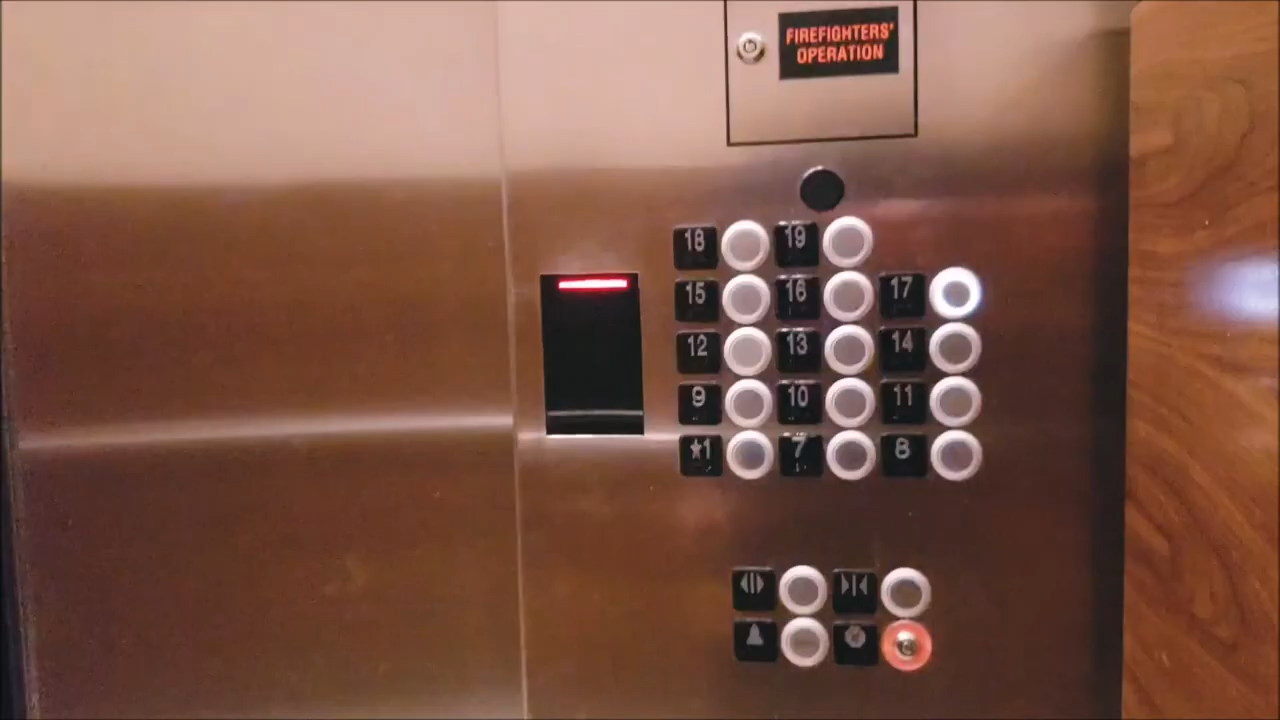 FIREFIGHTERS'
OPERATION
18 19
15 16 17
12 13 14
9 10 11
★1 7 8